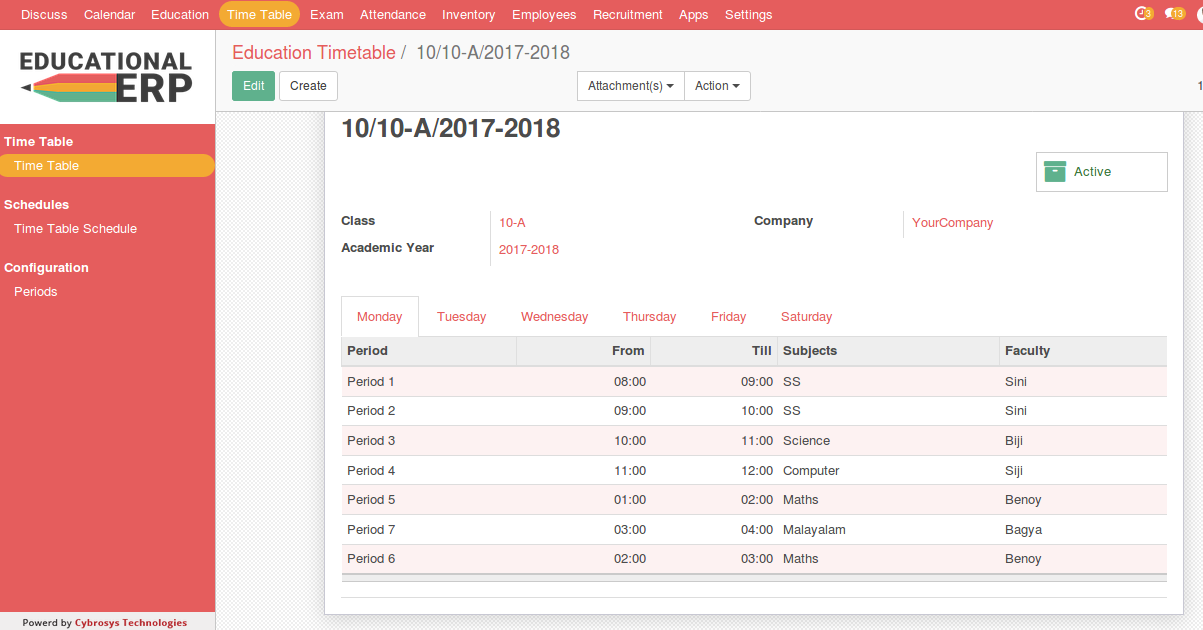 Discuss Calendar Education Time Table Exam Attendance Inventory Employees Recruitment Apps Settings 3 13
EDUCATIONAL
ERP
Education Timetable / 10/10-A/2017-2018
Edit Create Attachment(s) Action 1
Time Table
Time Table
Schedules
Time Table Schedule
Configuration
Periods
10/10-A/2017-2018
Active
Class 10-A Company YourCompany
Academic Year 2017-2018
Monday Tuesday Wednesday Thursday Friday Saturday
Period From Till Subjects Faculty
Period 1 08:00 09:00 SS Sini
Period 2 09:00 10:00 SS Sini
Period 3 10:00 11:00 Science Biji
Period 4 11:00 12:00 Computer Siji
Period 5 01:00 02:00 Maths Benoy
Period 7 03:00 04:00 Malayalam Bagya
Period 6 02:00 03:00 Maths Benoy
Powerd by Cybrosys Technologies